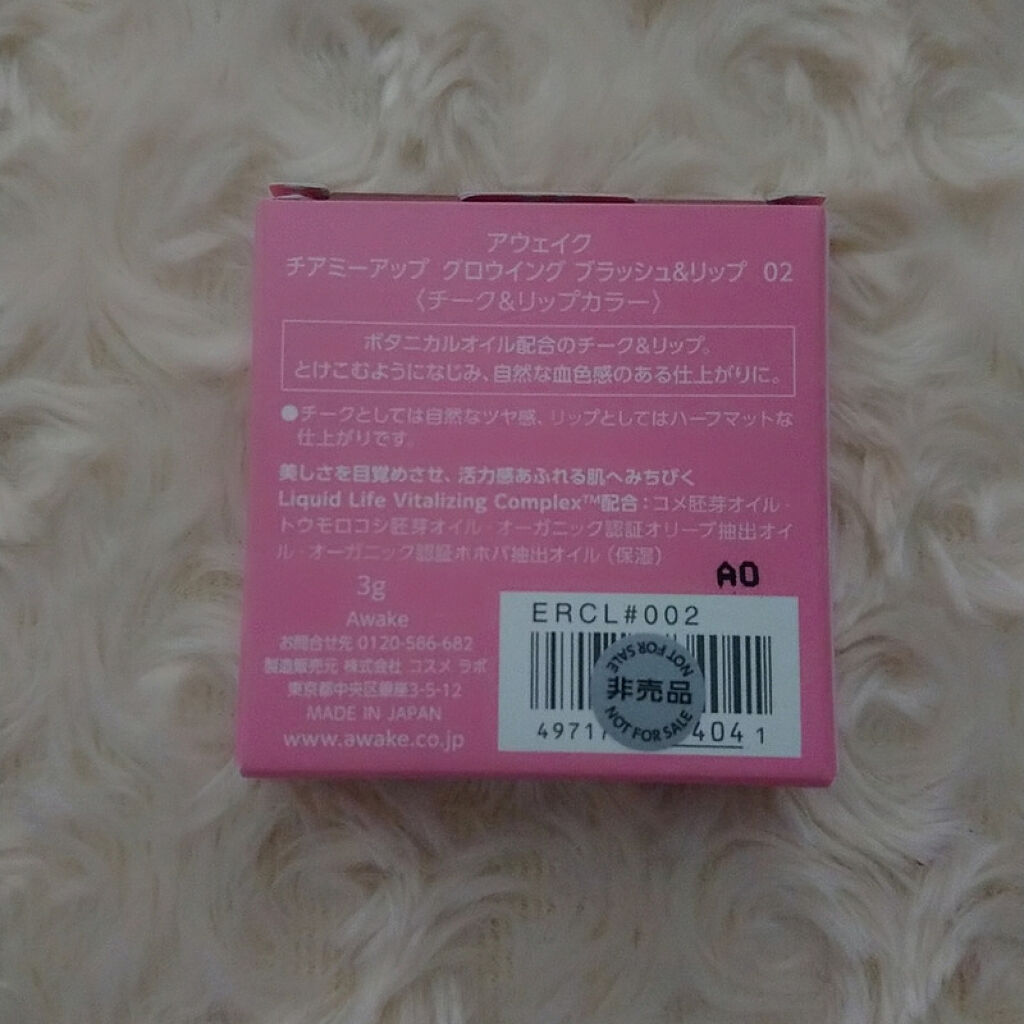 アウェイク
チアミーアップ グロウイング ブラッシュ&リップ 02
〈チーク&リップカラー〉
ボタニカルオイル配合のチーク&リップ。
とけこむようになじみ、自然な血色感のある仕上がりに。
●チークとしては自然なツヤ感、リップとしてはハーフマットな
仕上がりです。
美しさを目覚めさせ、活力感あふれる肌へみちびく
Liquid Life Vitalizing Complex™配合：コメ胚芽オイル・
トウモロコシ胚芽オイル・オーガニック認証オリーブ抽出オイ
ル・オーガニック認証ホホバ抽出オイル（保湿）
3g
Awake
お問合せ先 0120-586-682
製造販売元 株式会社 コスメ ラボ
東京都中央区銀座3-5-12
MADE IN JAPAN
www.awake.co.jp
AO
ERCL#002
NOT FOR SALE
非売品
NOT FOR SALE
4971 4041